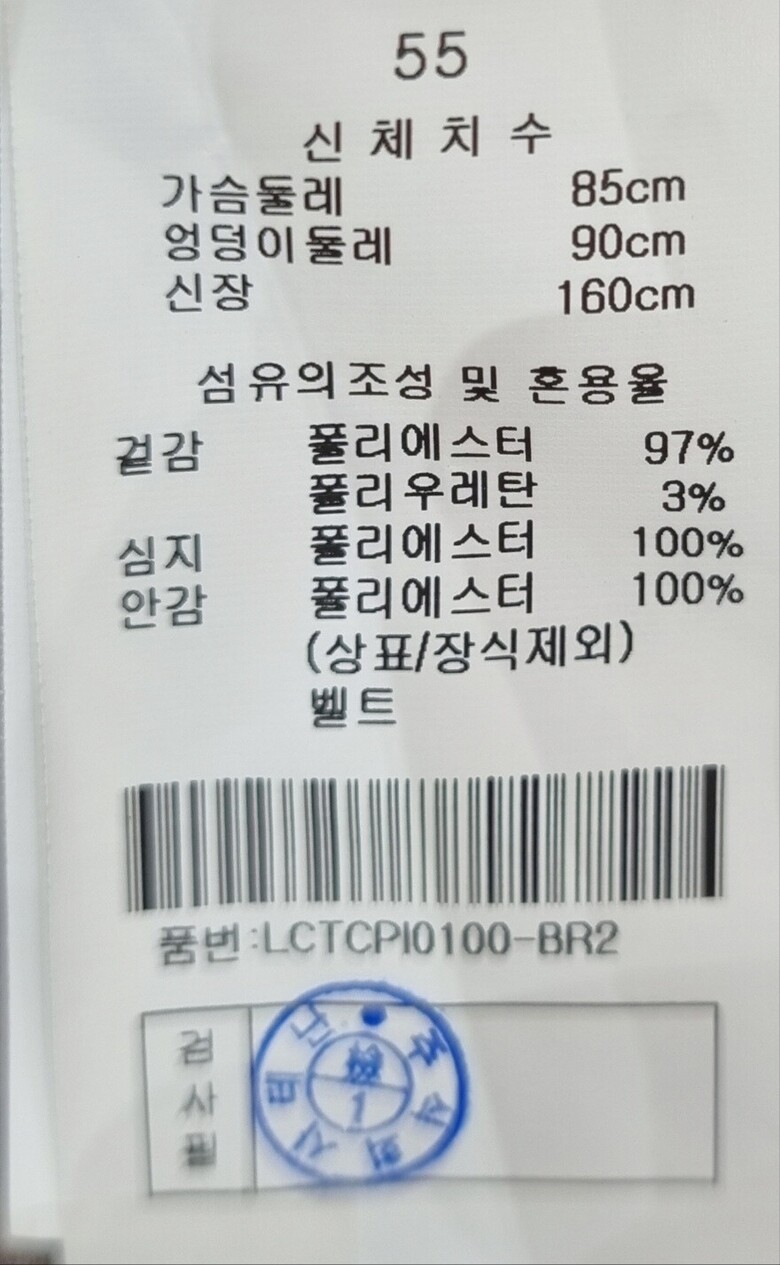 55
신체치수
가슴둘레 85cm
엉덩이둘레 90cm
신장 160cm
섬유의조성 및 혼용율
겉감 폴리에스터 97%
폴리우레탄 3%
심지 폴리에스터 100%
안감 폴리에스터 100%
(상표/장식제외)
벨트
품번:LCTCPI0100-BR2
검사필